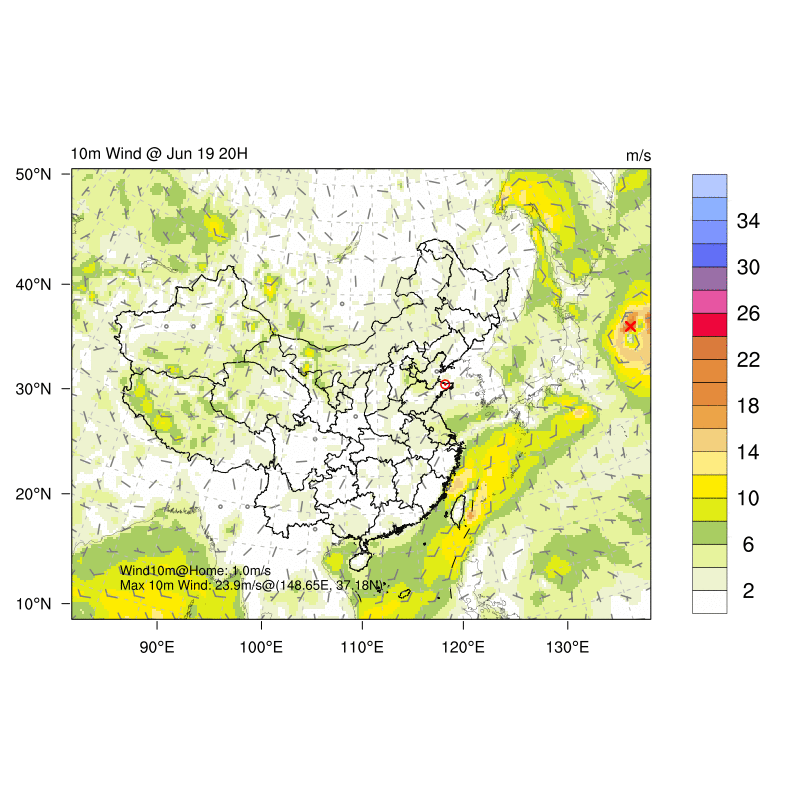 10m Wind @ Jun 19 20H
m/s
50°N
40°N
30°N
20°N
10°N
90°E
100°E
110°E
120°E
130°E
Wind10m@Home: 1.0m/s
Max 10m Wind: 23.9m/s@(148.65E, 37.18N)
34
30
26
22
18
14
10
6
2